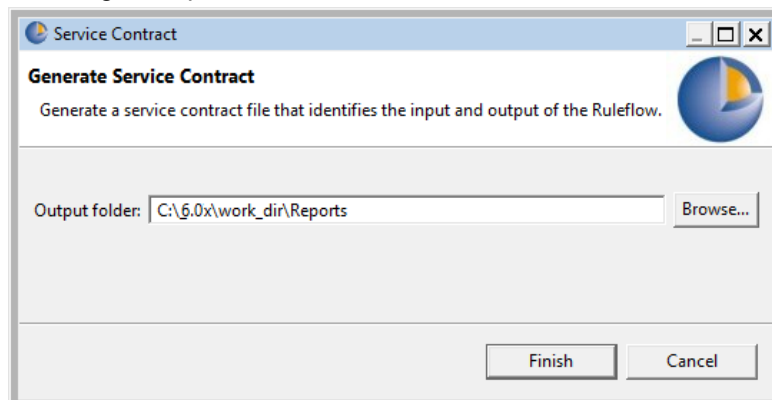 Service Contract
Generate Service Contract
Generate a service contract file that identifies the input and output of the Ruleflow.
Output folder: C:\6.0x\work_dir\Reports Browse...
Finish Cancel